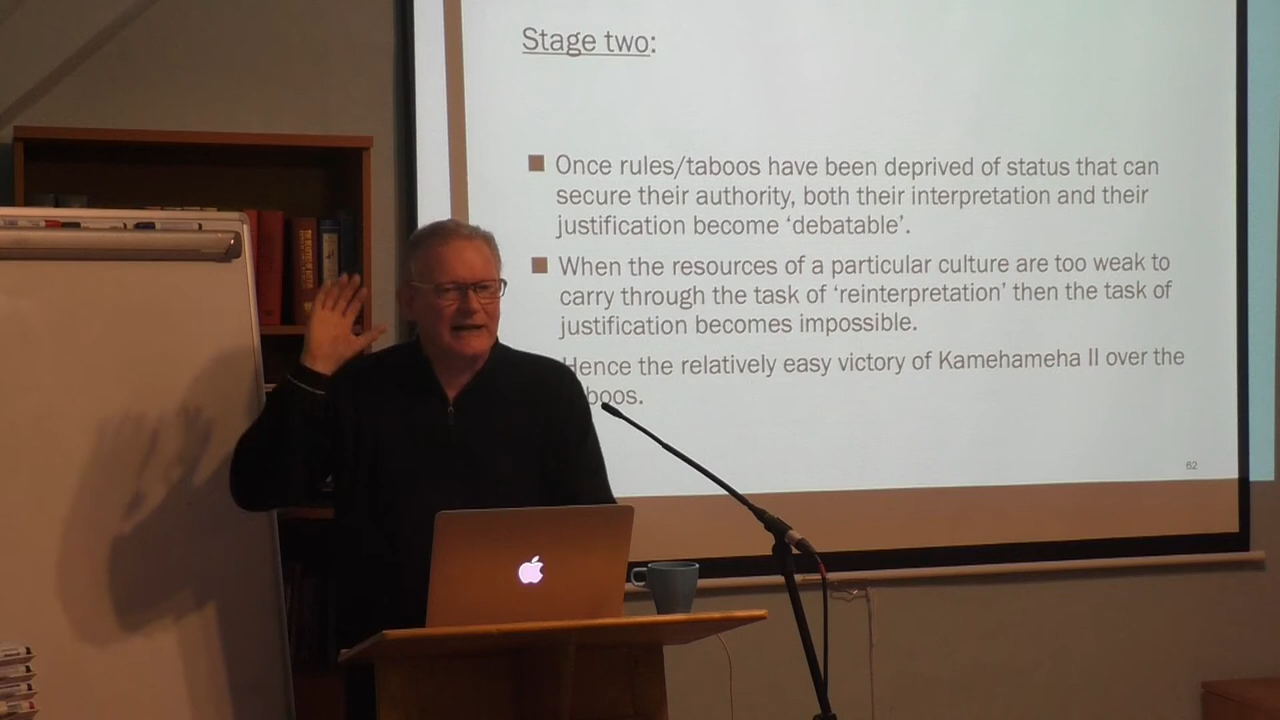 Stage two:
Once rules/taboos have been deprived of status that can
secure their authority, both their interpretation and their
justification become ‘debatable’.
When the resources of a particular culture are too weak to
carry through the task of ‘reinterpretation’ then the task of
justification becomes impossible.
Hence the relatively easy victory of Kamehameha II over the
boos.
62